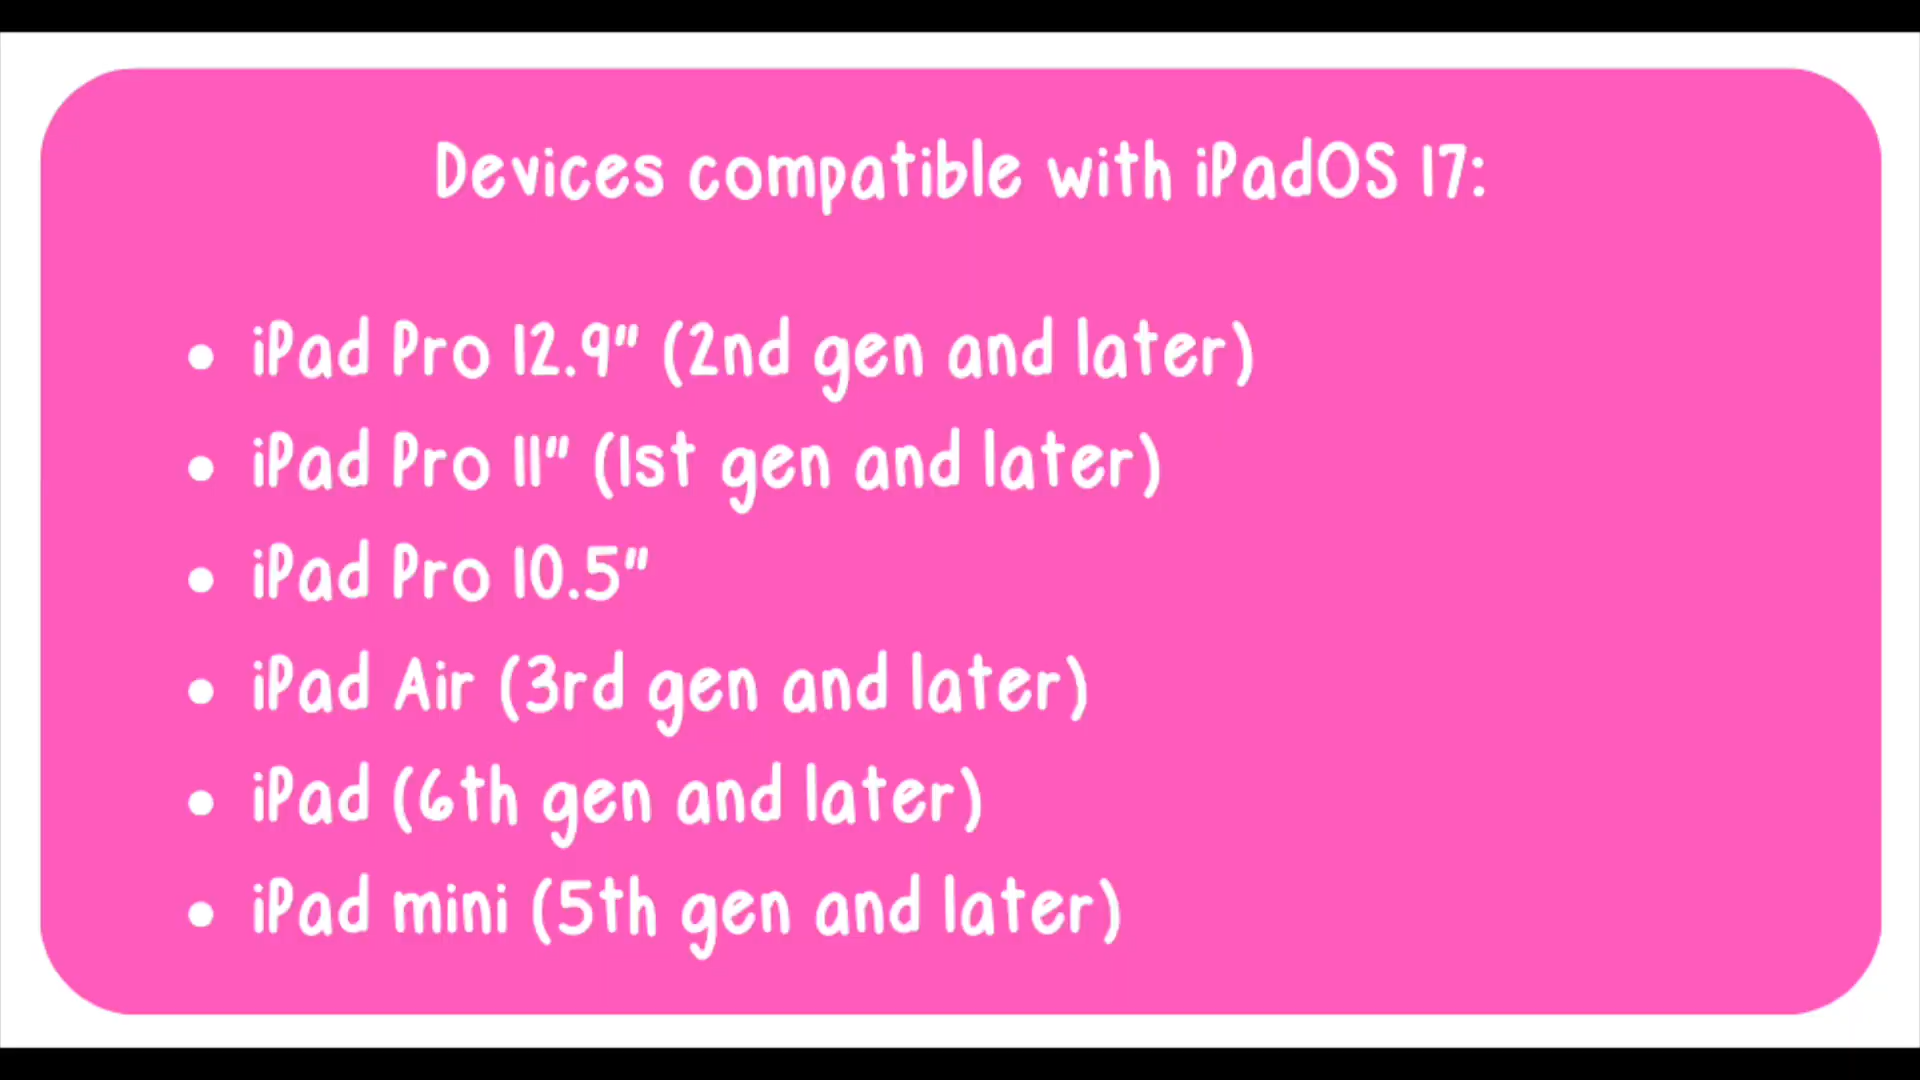 Devices compatible with iPadOS 17:
• iPad Pro 12.9" (2nd gen and later)
• iPad Pro 11" (1st gen and later)
• iPad Pro 10.5"
• iPad Air (3rd gen and later)
• iPad (6th gen and later)
• iPad mini (5th gen and later)